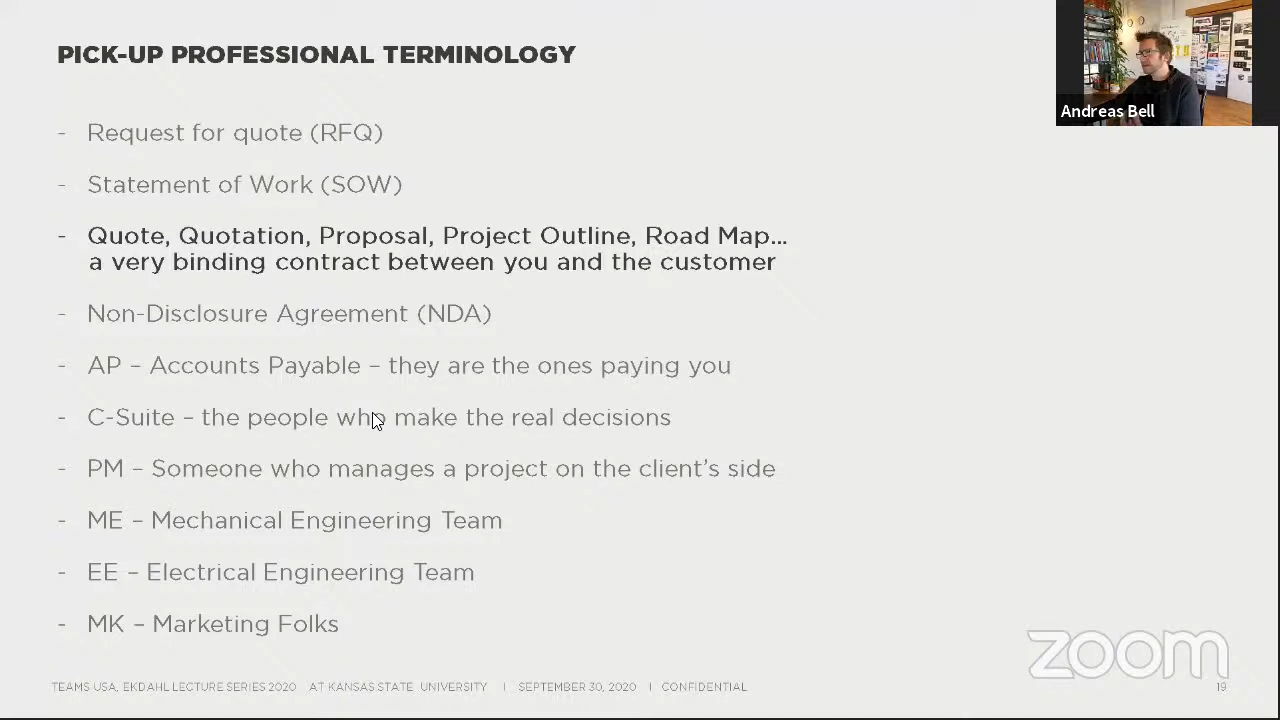 PICK-UP PROFESSIONAL TERMINOLOGY
Andreas Bell
- Request for quote (RFQ)
- Statement of Work (SOW)
- Quote, Quotation, Proposal, Project Outline, Road Map...
a very binding contract between you and the customer
- Non-Disclosure Agreement (NDA)
- AP – Accounts Payable – they are the ones paying you
- C-Suite – the people who make the real decisions
- PM – Someone who manages a project on the client's side
- ME – Mechanical Engineering Team
- EE – Electrical Engineering Team
- MK – Marketing Folks
zoom
TEAMS USA, EKDAHL LECTURE SERIES 2020 AT KANSAS STATE UNIVERSITY | SEPTEMBER 30, 2020 | CONFIDENTIAL 19